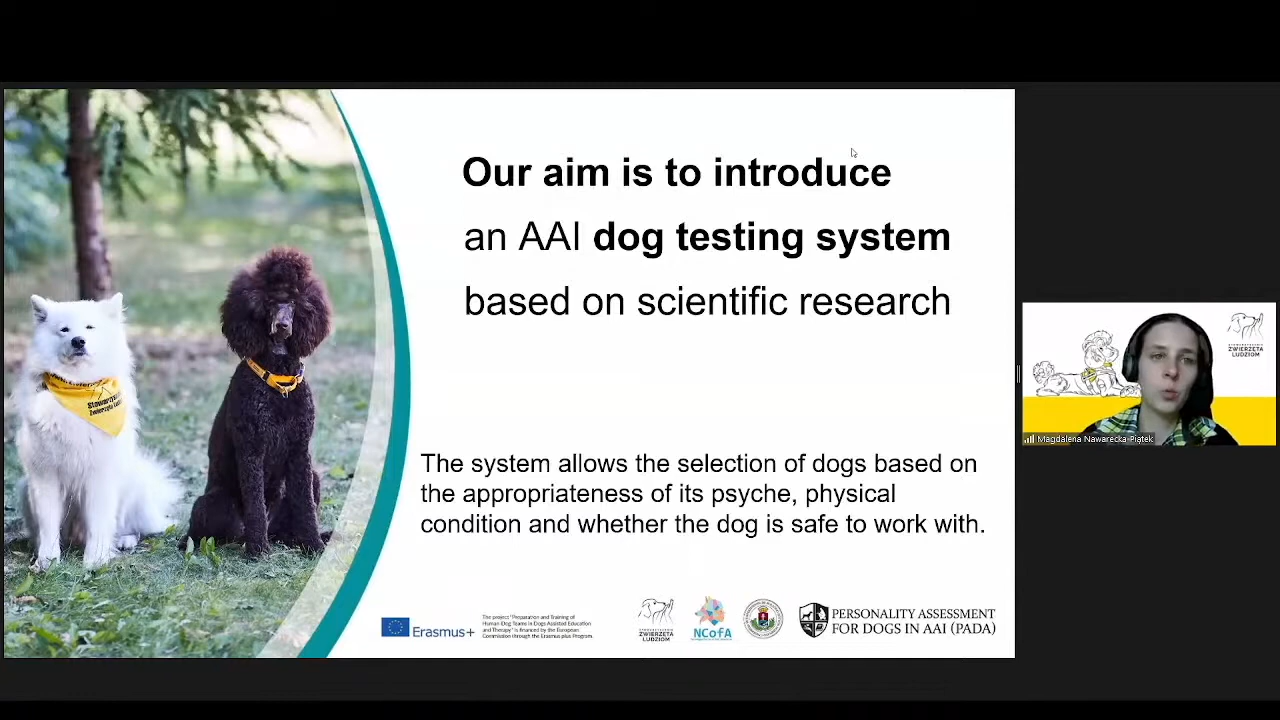 Our aim is to introduce
an AAI dog testing system
based on scientific research
The system allows the selection of dogs based on
the appropriateness of its psyche, physical
condition and whether the dog is safe to work with.
Erasmus+
The project "Preparation and Training of
Human-Dog Teams in Dogs Assisted Education
and Therapy" is financed by the European
Commission through the Erasmus plus Program.
ZWIERZĘTA
LUDZIOM
NCofA
PERSONALITY ASSESSMENT
FOR DOGS IN AAI (PADA)
ZWIERZĘTA
LUDZIOM
Magdalena Nawarecka-Piątek